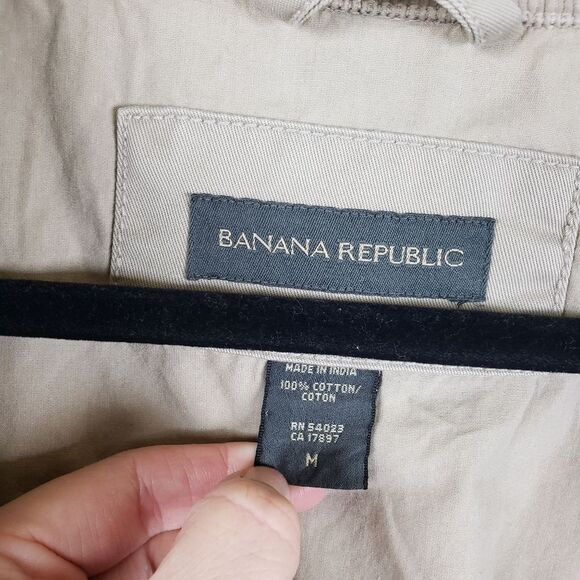 BANANA REPUBLIC
MADE IN INDIA
100% COTTON/
COTON
RN 54023
CA 17897
M